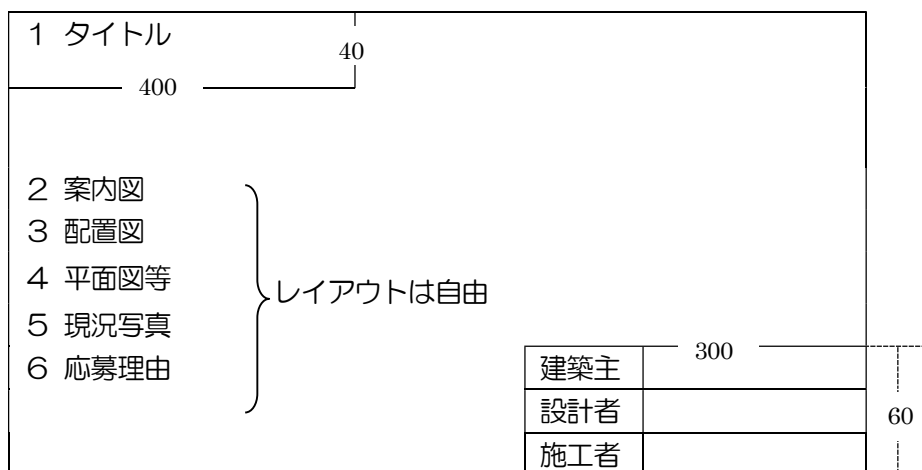 １ タイトル
40
400
２ 案内図
３ 配置図
４ 平面図等
レイアウトは自由
５ 現況写真
６ 応募理由
300
建築主
設計者
60
施工者